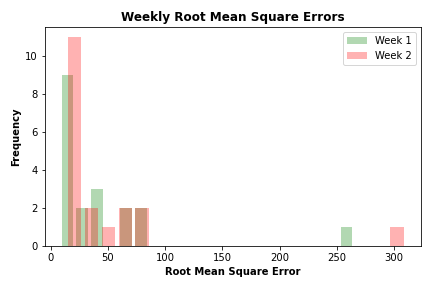 Weekly Root Mean Square Errors
Week 1
Week 2
Frequency
10
8
6
4
2
0
0 50 100 150 200 250 300
Root Mean Square Error